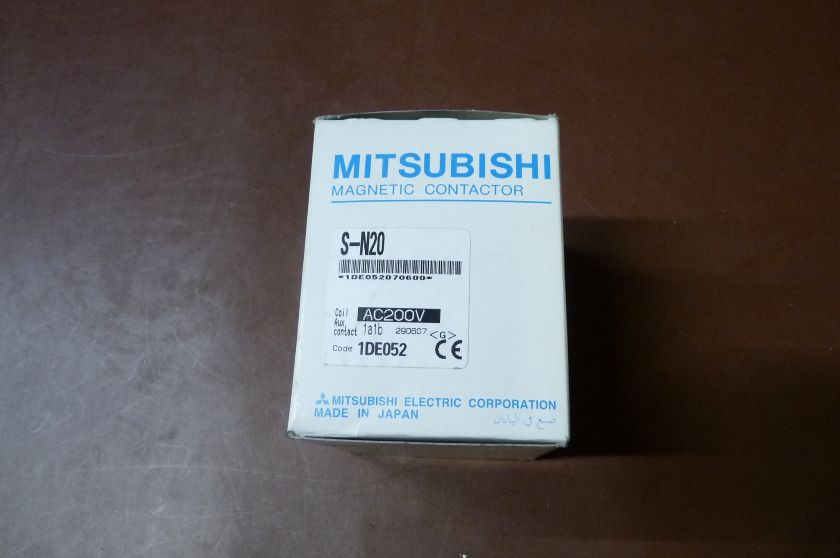 MITSUBISHI
MAGNETIC CONTACTOR
S-N20
*1DE052070600*
Coil AC200V
Aux. contact 1a1b 290607 <G>
Code 1DE052 CE
MITSUBISHI ELECTRIC CORPORATION
MADE IN JAPAN صنع في اليابان